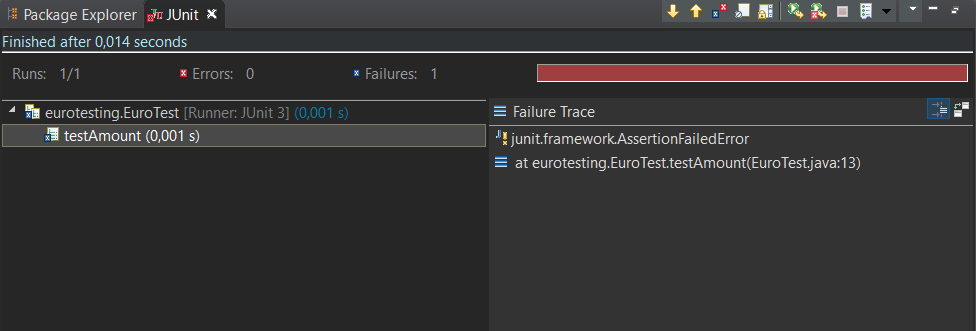 Package Explorer JUnit
Finished after 0,014 seconds
Runs: 1/1 Errors: 0 Failures: 1
eurotesting.EuroTest [Runner: JUnit 3] (0,001 s)
testAmount (0,001 s)
Failure Trace
junit.framework.AssertionFailedError
at eurotesting.EuroTest.testAmount(EuroTest.java:13)